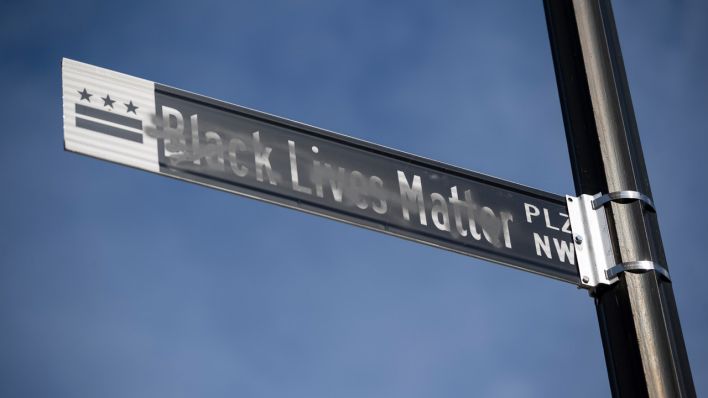 Black Lives Matter PLZ
NW